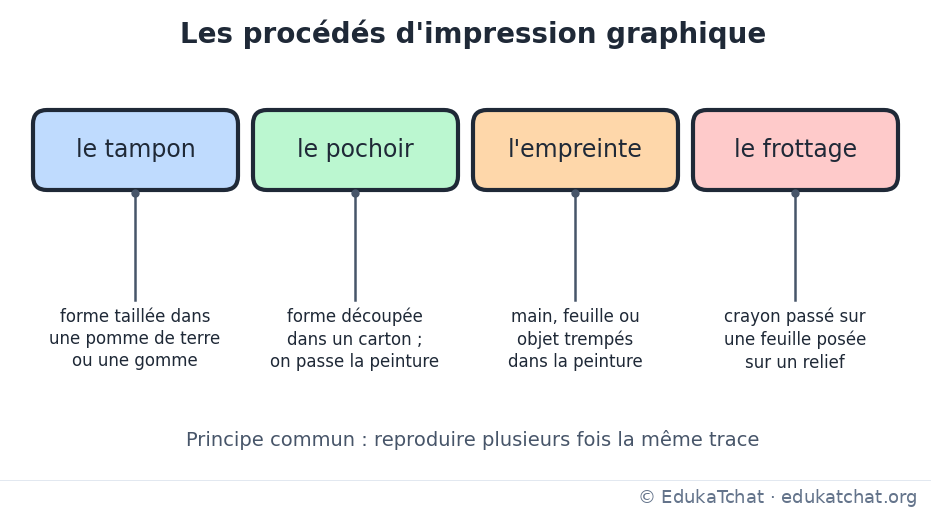 Les procédés d'impression graphique
le tampon
le pochoir
l'empreinte
le frottage
forme taillée dans
une pomme de terre
ou une gomme
forme découpée
dans un carton ;
on passe la peinture
main, feuille ou
objet trempés
dans la peinture
crayon passé sur
une feuille posée
sur un relief
Principe commun : reproduire plusieurs fois la même trace
© EdukaTchat · edukatchat.org